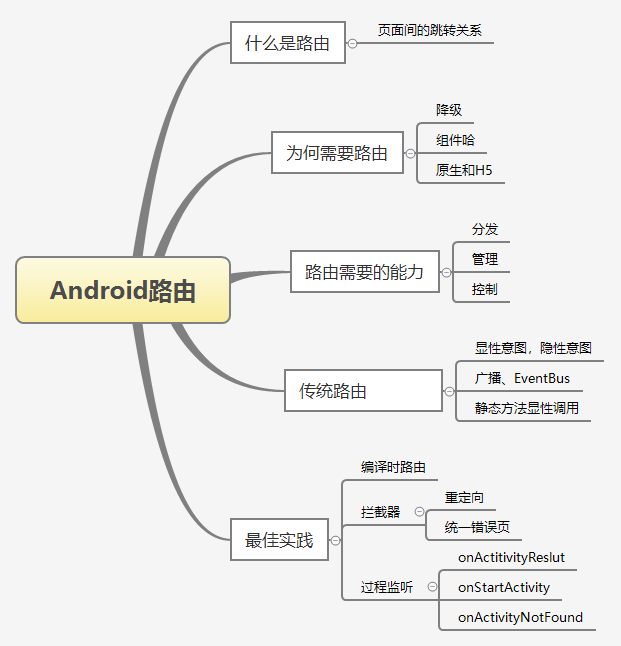 什么是路由
页面间的跳转关系
为何需要路由
降级
组件哈
原生和H5
Android路由
路由需要的能力
分发
管理
控制
传统路由
显性意图，隐性意图
广播、EventBus
静态方法显性调用
最佳实践
编译时路由
拦截器
重定向
统一错误页
过程监听
onActitivityReslut
onStartActivity
onActivityNotFound